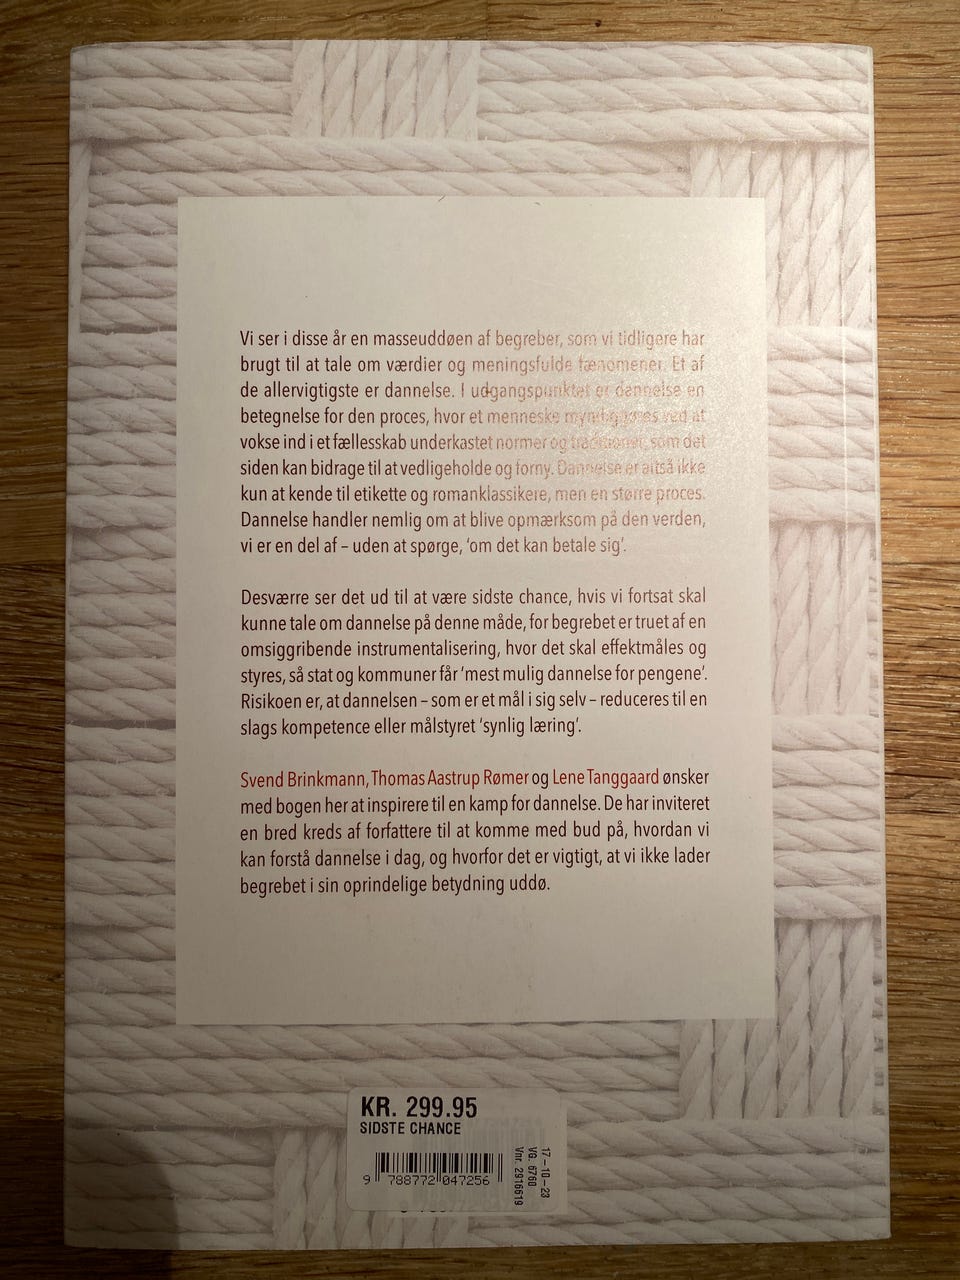 Vi ser i disse år en masseuddøen af begreber, som vi tidligere har
brugt til at tale om værdier og meningsfulde fænomener. Et af
de allervigtigste er dannelse. I udgangspunktet er dannelse en
betegnelse for den proces, hvor et menneske myndiggøres ved at
vokse ind i et fællesskab underkastet normer og traditioner, som det
siden kan bidrage til at vedligeholde og forny. Dannelse er altså ikke
kun at kende til etikette og romanklassikere, men en større proces.
Dannelse handler nemlig om at blive opmærksom på den verden,
vi er en del af – uden at spørge, ‘om det kan betale sig’.
Desværre ser det ud til at være sidste chance, hvis vi fortsat skal
kunne tale om dannelse på denne måde, for begrebet er truet af en
omsiggribende instrumentalisering, hvor det skal effektmåles og
styres, så stat og kommuner får ‘mest mulig dannelse for pengene’.
Risikoen er, at dannelsen – som er et mål i sig selv – reduceres til en
slags kompetence eller målstyret ‘synlig læring’.
Svend Brinkmann, Thomas Aastrup Rømer og Lene Tanggaard ønsker
med bogen her at inspirere til en kamp for dannelse. De har inviteret
en bred kreds af forfattere til at komme med bud på, hvordan vi
kan forstå dannelse i dag, og hvorfor det er vigtigt, at vi ikke lader
begrebet i sin oprindelige betydning uddø.
KR. 299.95
SIDSTE CHANCE
9 788772 047256
17-10-23
VG. 6760
Vnr. 2916619